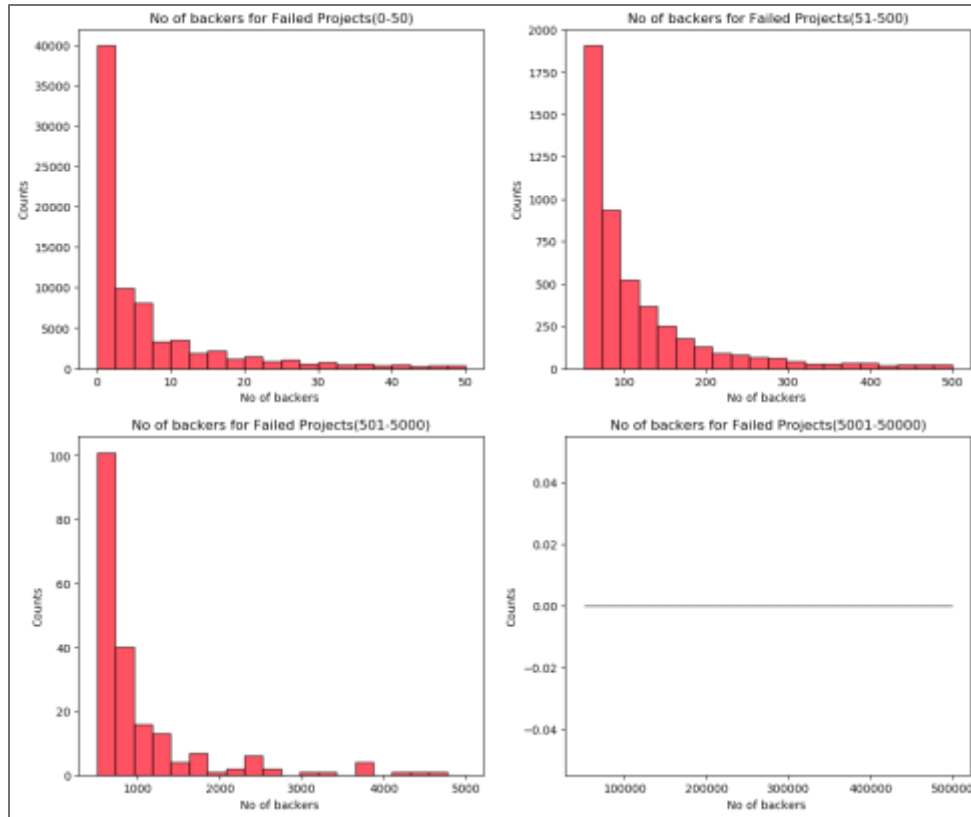 No of backers for Failed Projects(0-50)
40000
35000
30000
25000
20000
15000
10000
5000
0
Counts
0 10 20 30 40 50
No of backers
No of backers for Failed Projects(51-500)
2000
1750
1500
1250
1000
750
500
250
0
Counts
100 200 300 400 500
No of backers
No of backers for Failed Projects(501-5000)
100
80
60
40
20
0
Counts
1000 2000 3000 4000 5000
No of backers
No of backers for Failed Projects(5001-50000)
0.04
0.02
0.00
−0.02
−0.04
Counts
100000 200000 300000 400000 500000
No of backers